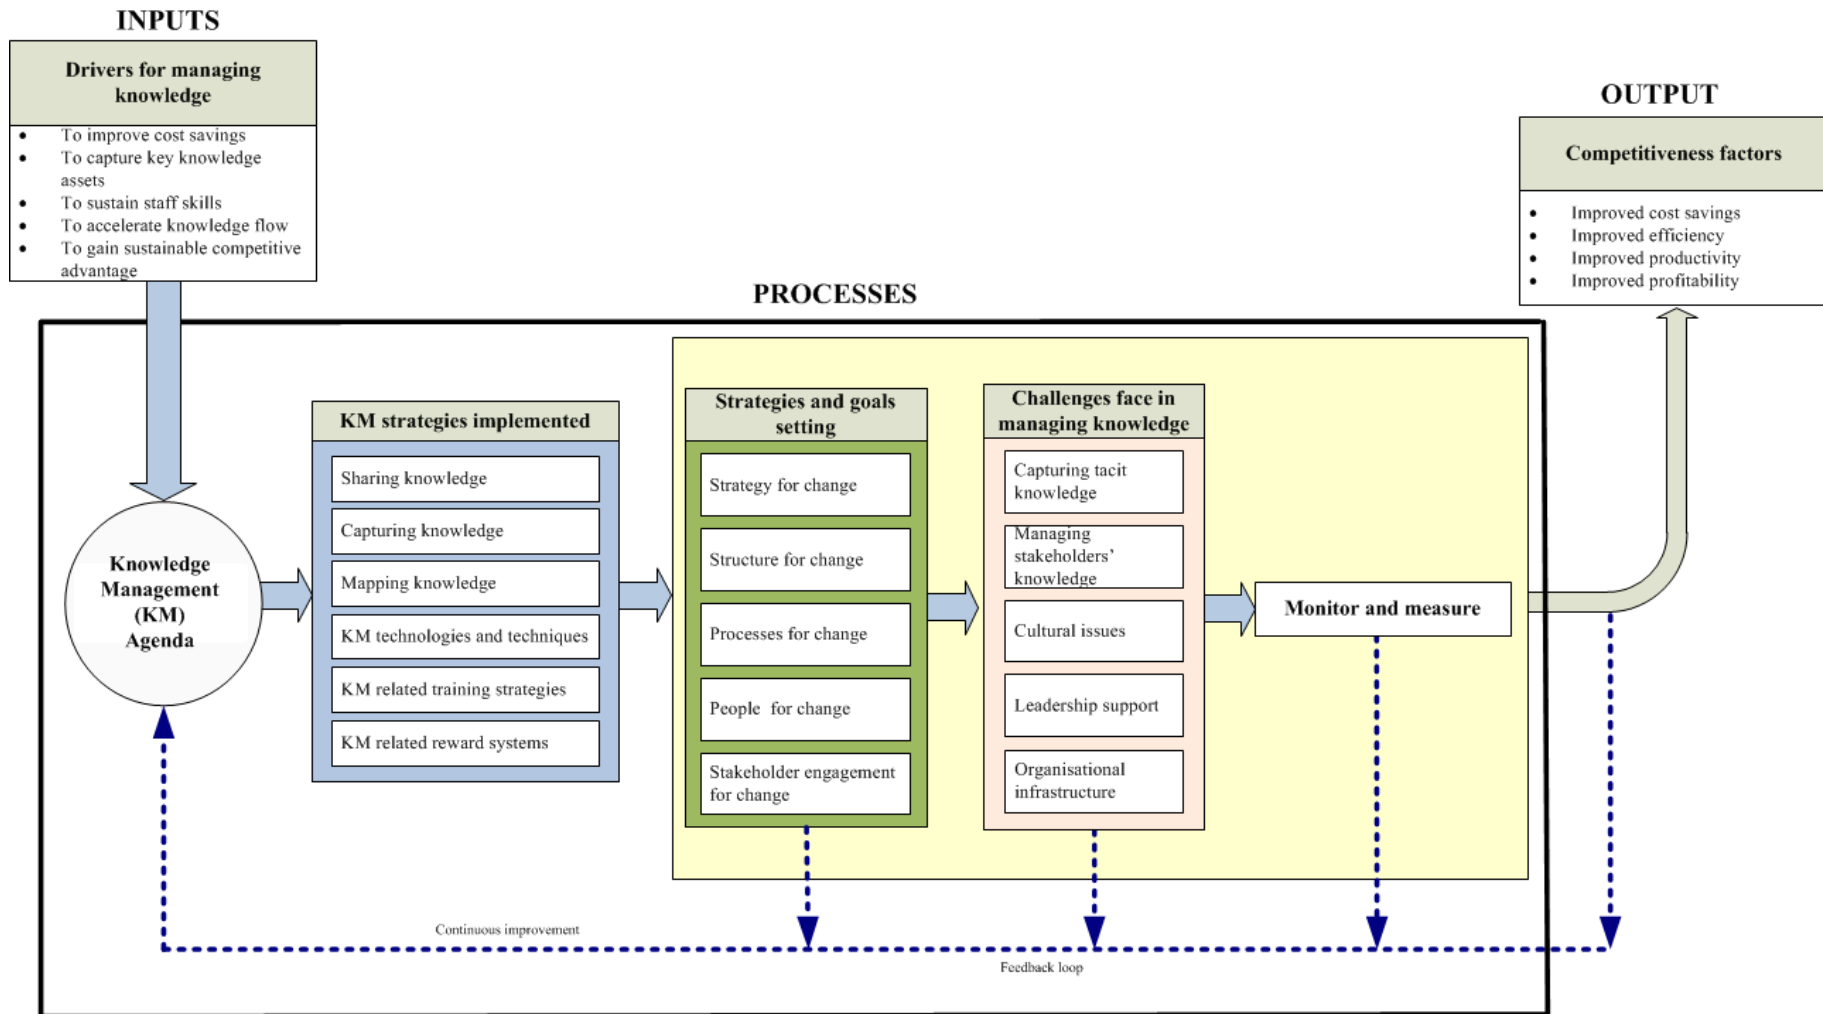 INPUTS
Drivers for managing
knowledge
• To improve cost savings
• To capture key knowledge
assets
• To sustain staff skills
• To accelerate knowledge flow
• To gain sustainable competitive
advantage
OUTPUT
Competitiveness factors
• Improved cost savings
• Improved efficiency
• Improved productivity
• Improved profitability
PROCESSES
Knowledge
Management
(KM)
Agenda
KM strategies implemented
Sharing knowledge
Capturing knowledge
Mapping knowledge
KM technologies and techniques
KM related training strategies
KM related reward systems
Strategies and goals
setting
Strategy for change
Structure for change
Processes for change
People for change
Stakeholder engagement
for change
Challenges face in
managing knowledge
Capturing tacit
knowledge
Managing
stakeholders’
knowledge
Cultural issues
Leadership support
Organisational
infrastructure
Monitor and measure
Continuous improvement
Feedback loop